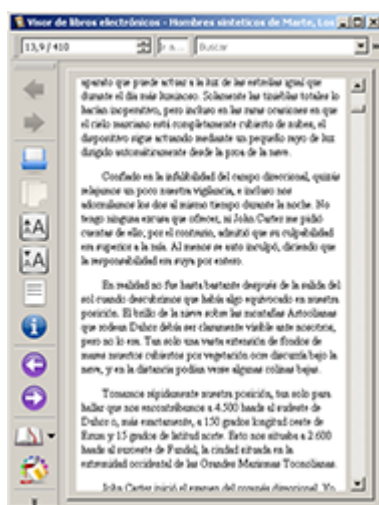 Visor de libros electrónicos - Hombres sintéticos de Marte, Los
13,9 / 410
Buscar
aparato que puede actuar a la luz de las estrellas igual que
durante el día más luminoso. Solamente las tinieblas totales lo
hacían inoperativo, pero incluso en las raras ocasiones en que
el cielo marciano está completamente cubierto de nubes, el
dispositivo sigue actuando mediante un pequeño rayo de luz
dirigido automáticamente desde la proa de la nave.
Confiado en la infalibilidad del campo direccional, quizás
relajamos un poco nuestra vigilancia, e incluso nos
adormilamos los dos al mismo tiempo durante la noche. No
tengo ninguna excusa que ofrecer, ni John Carter me pidió
cuentas de ello; por el contrario, admitió que su culpabilidad
era superior a la mía. Al menos se auto inculpó, diciendo que
la responsabilidad era suya por entero.
En realidad no fue hasta bastante después de la salida del
sol cuando descubrimos que había algo equivocado en nuestra
posición. El brillo de la nieve sobre las montañas Artoolianas
que rodean Duhor debía ser claramente visible ante nosotros,
pero no lo era. Tan solo una vasta extensión de fondos de
mares muertos cubiertos por vegetación ocre discurría bajo la
nave, y en la distancia podían verse algunas colinas bajas.
Tomamos rápidamente nuestra posición, tan solo para
hallar que nos encontrábamos a 4.500 haads al sudeste de
Duhor o, más exactamente, a 150 grados longitud oeste de
Exum y 15 grados de latitud norte. Esto nos situaba a 2.600
haads al suroeste de Fundal, la ciudad situada en la
extremidad occidental de las Grandes Marismas Toonolianas.
John Carter inició el examen del compás direccional. Yo